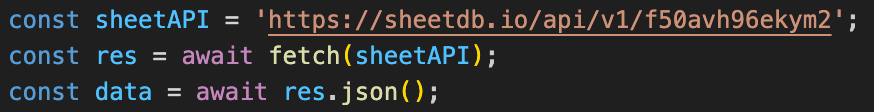 const sheetAPI = 'https://sheetdb.io/api/v1/f50avh96ekym2';
const res = await fetch(sheetAPI);
const data = await res.json();